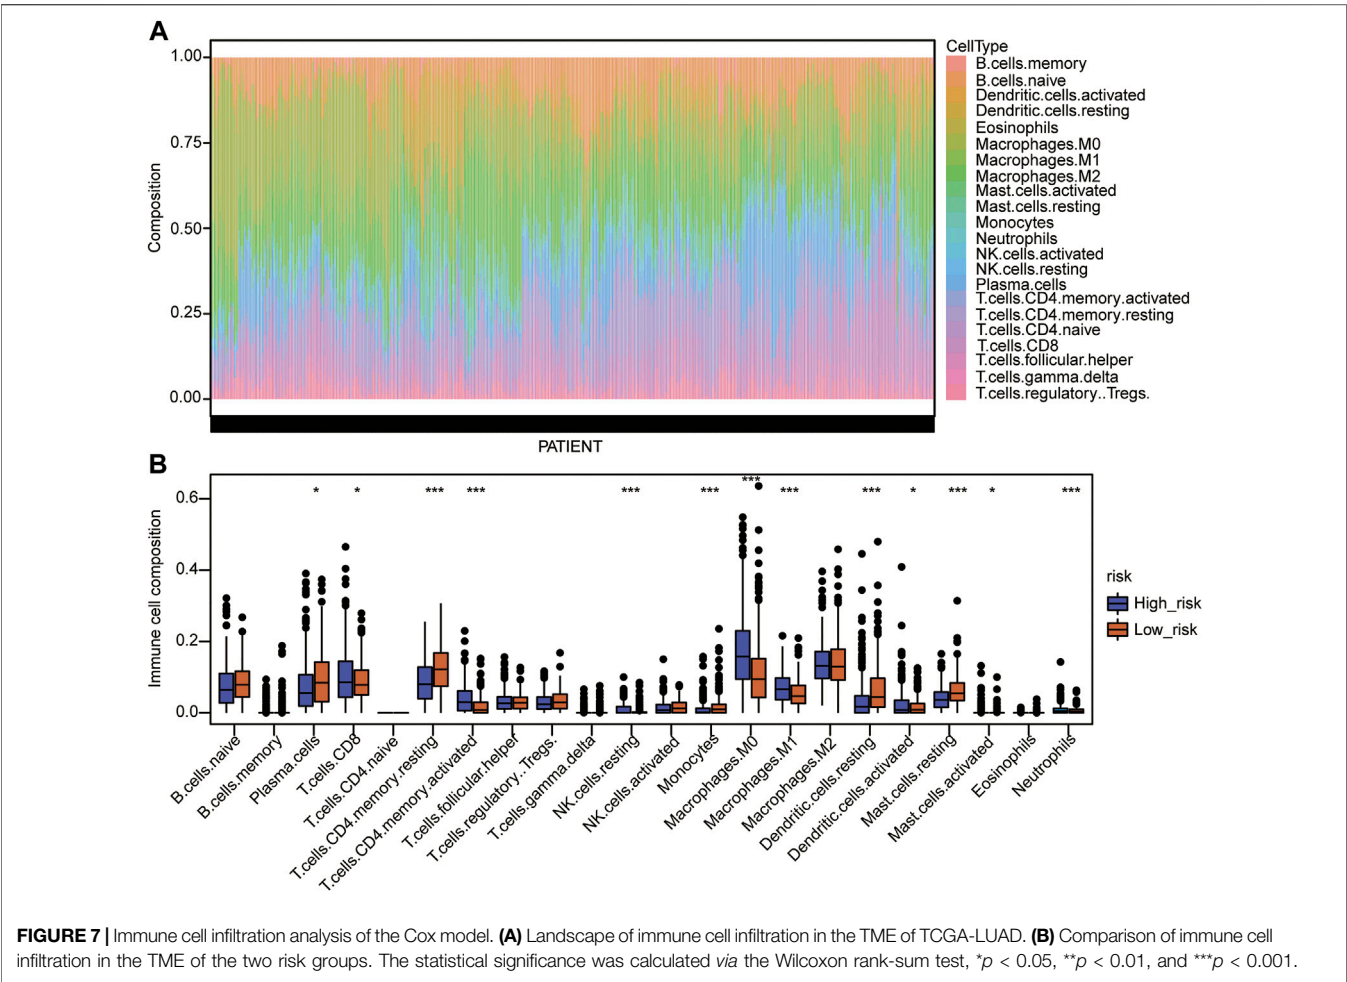 A
1.00
0.75
0.50
0.25
0.00
Composition
PATIENT
CellType
B.cells.memory
B.cells.naive
Dendritic.cells.activated
Dendritic.cells.resting
Eosinophils
Macrophages.M0
Macrophages.M1
Macrophages.M2
Mast.cells.activated
Mast.cells.resting
Monocytes
Neutrophils
NK.cells.activated
NK.cells.resting
Plasma.cells
T.cells.CD4.memory.activated
T.cells.CD4.memory.resting
T.cells.CD4.naive
T.cells.CD8
T.cells.follicular.helper
T.cells.gamma.delta
T.cells.regulatory..Tregs.
B
0.6
0.4
0.2
0.0
Immune cell composition
* * *** *** *** *** *** *** *** * *** * ***
B.cells.naive
B.cells.memory
Plasma.cells
T.cells.CD8
T.cells.CD4.naive
T.cells.CD4.memory.resting
T.cells.CD4.memory.activated
T.cells.follicular.helper
T.cells.regulatory..Tregs.
T.cells.gamma.delta
NK.cells.resting
NK.cells.activated
Monocytes
Macrophages.M0
Macrophages.M1
Macrophages.M2
Dendritic.cells.resting
Dendritic.cells.activated
Mast.cells.resting
Mast.cells.activated
Eosinophils
Neutrophils
risk
High_risk
Low_risk
FIGURE 7 | Immune cell infiltration analysis of the Cox model. (A) Landscape of immune cell infiltration in the TME of TCGA-LUAD. (B) Comparison of immune cell
infiltration in the TME of the two risk groups. The statistical significance was calculated via the Wilcoxon rank-sum test, *p < 0.05, **p < 0.01, and ***p < 0.001.